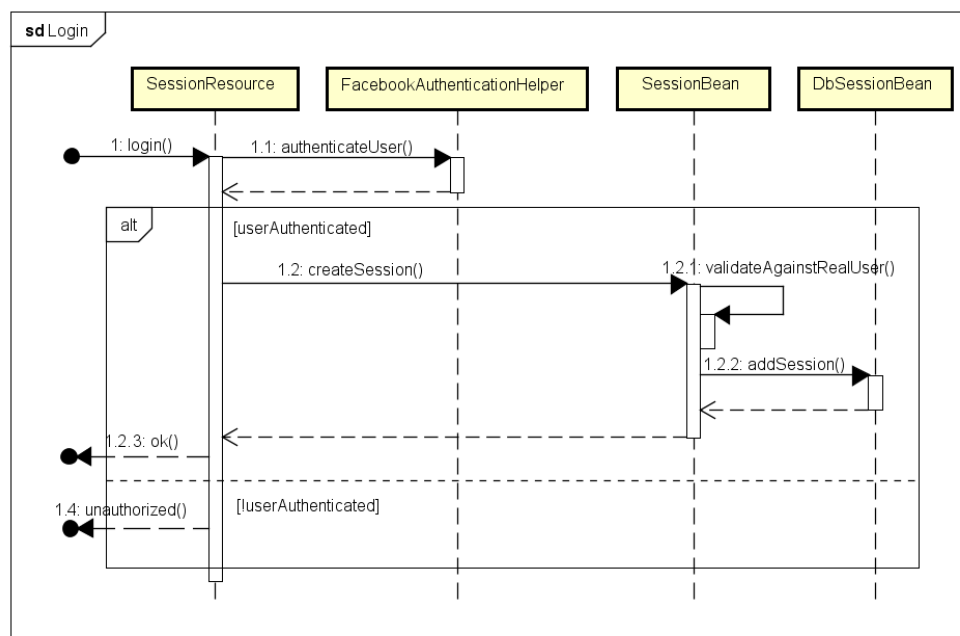 sd Login
SessionResource
FacebookAuthenticationHelper
SessionBean
DbSessionBean
1: login()
1.1: authenticateUser()
alt
[userAuthenticated]
1.2: createSession()
1.2.1: validateAgainstRealUser()
1.2.2: addSession()
1.2.3: ok()
[!userAuthenticated]
1.4: unauthorized()